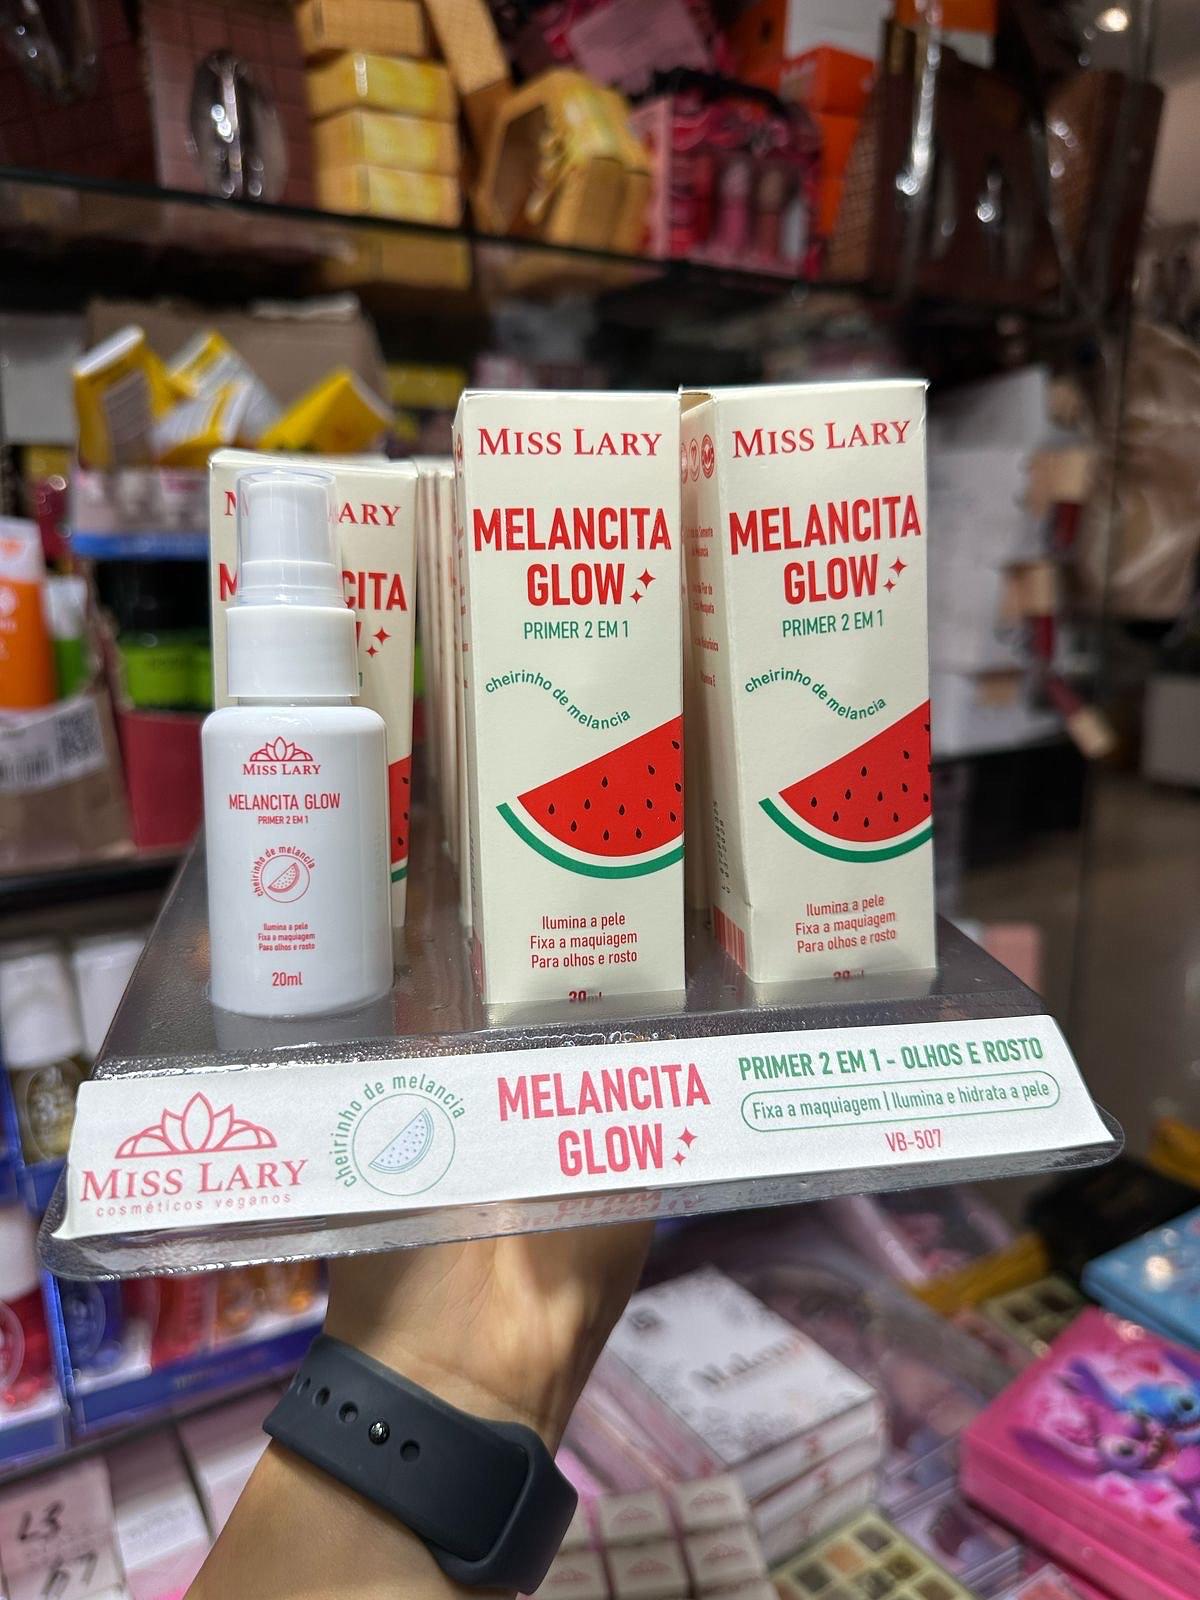 MISS LARY
MELANCITA GLOW
PRIMER 2 EM 1
cheirinho de melancia
Ilumina a pele
Fixa a maquiagem
Para olhos e rosto
20ml
MISS LARY
MELANCITA
GLOW
PRIMER 2 EM 1
cheirinho de melancia
Ilumina a pele
Fixa a maquiagem
Para olhos e rosto
MISS LARY
MELANCITA
GLOW
PRIMER 2 EM 1
cheirinho de melancia
Ilumina a pele
Fixa a maquiagem
Para olhos e rosto
MISS LARY
cosméticos veganos
cheirinho de melancia
MELANCITA
GLOW
PRIMER 2 EM 1 - OLHOS E ROSTO
Fixa a maquiagem | Ilumina e hidrata a pele
VB-507